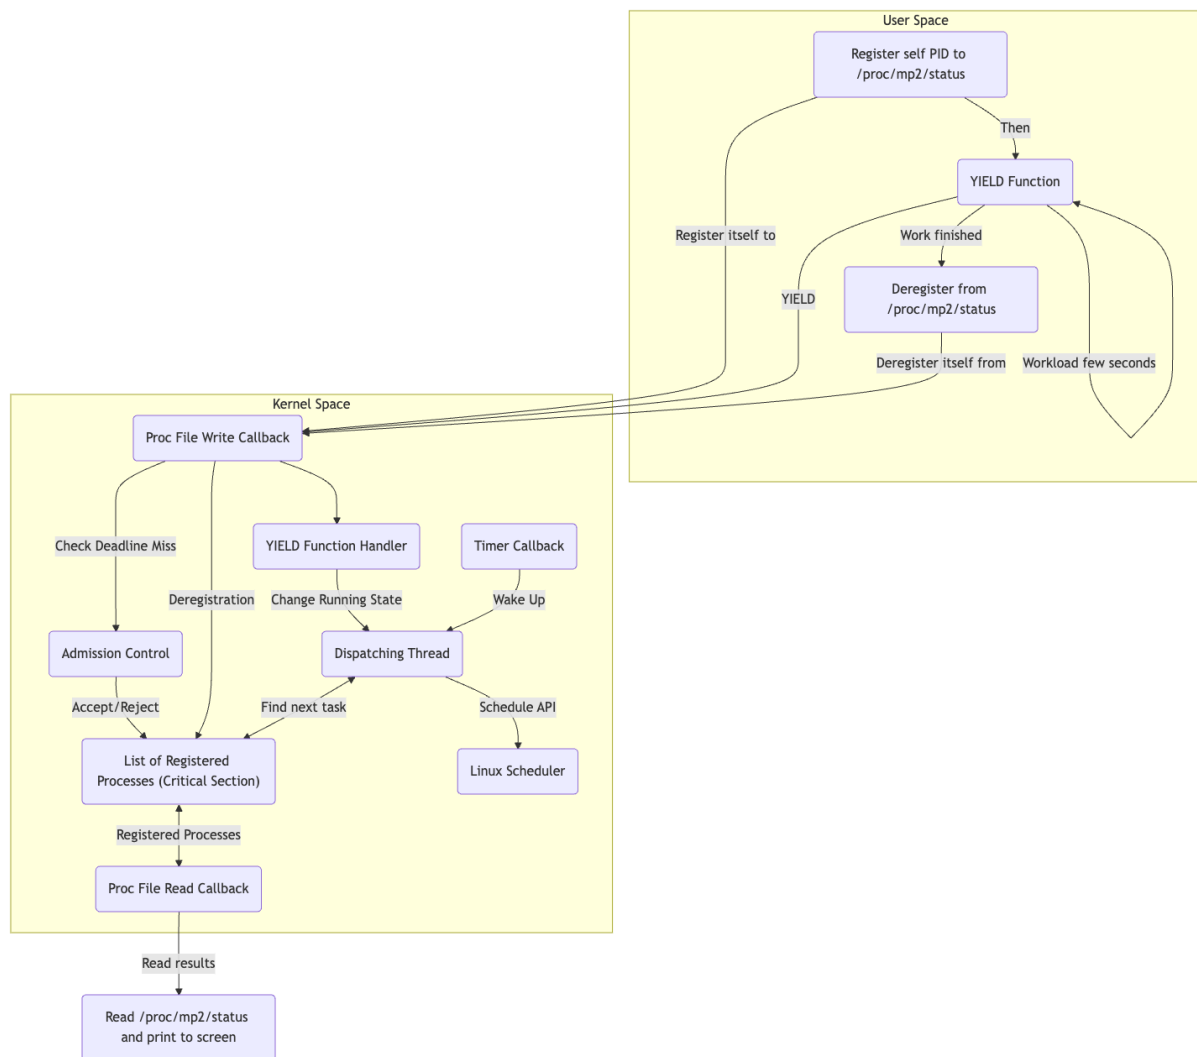 User Space
Register self PID to
/proc/mp2/status
Then
YIELD Function
Register itself to
Work finished
Deregister from
/proc/mp2/status
YIELD
Deregister itself from
Workload few seconds
Kernel Space
Proc File Write Callback
YIELD Function Handler
Timer Callback
Check Deadline Miss
Deregistration
Change Running State
Wake Up
Admission Control
Dispatching Thread
Accept/Reject
Find next task
Schedule API
List of Registered
Processes (Critical Section)
Linux Scheduler
Registered Processes
Proc File Read Callback
Read results
Read /proc/mp2/status
and print to screen